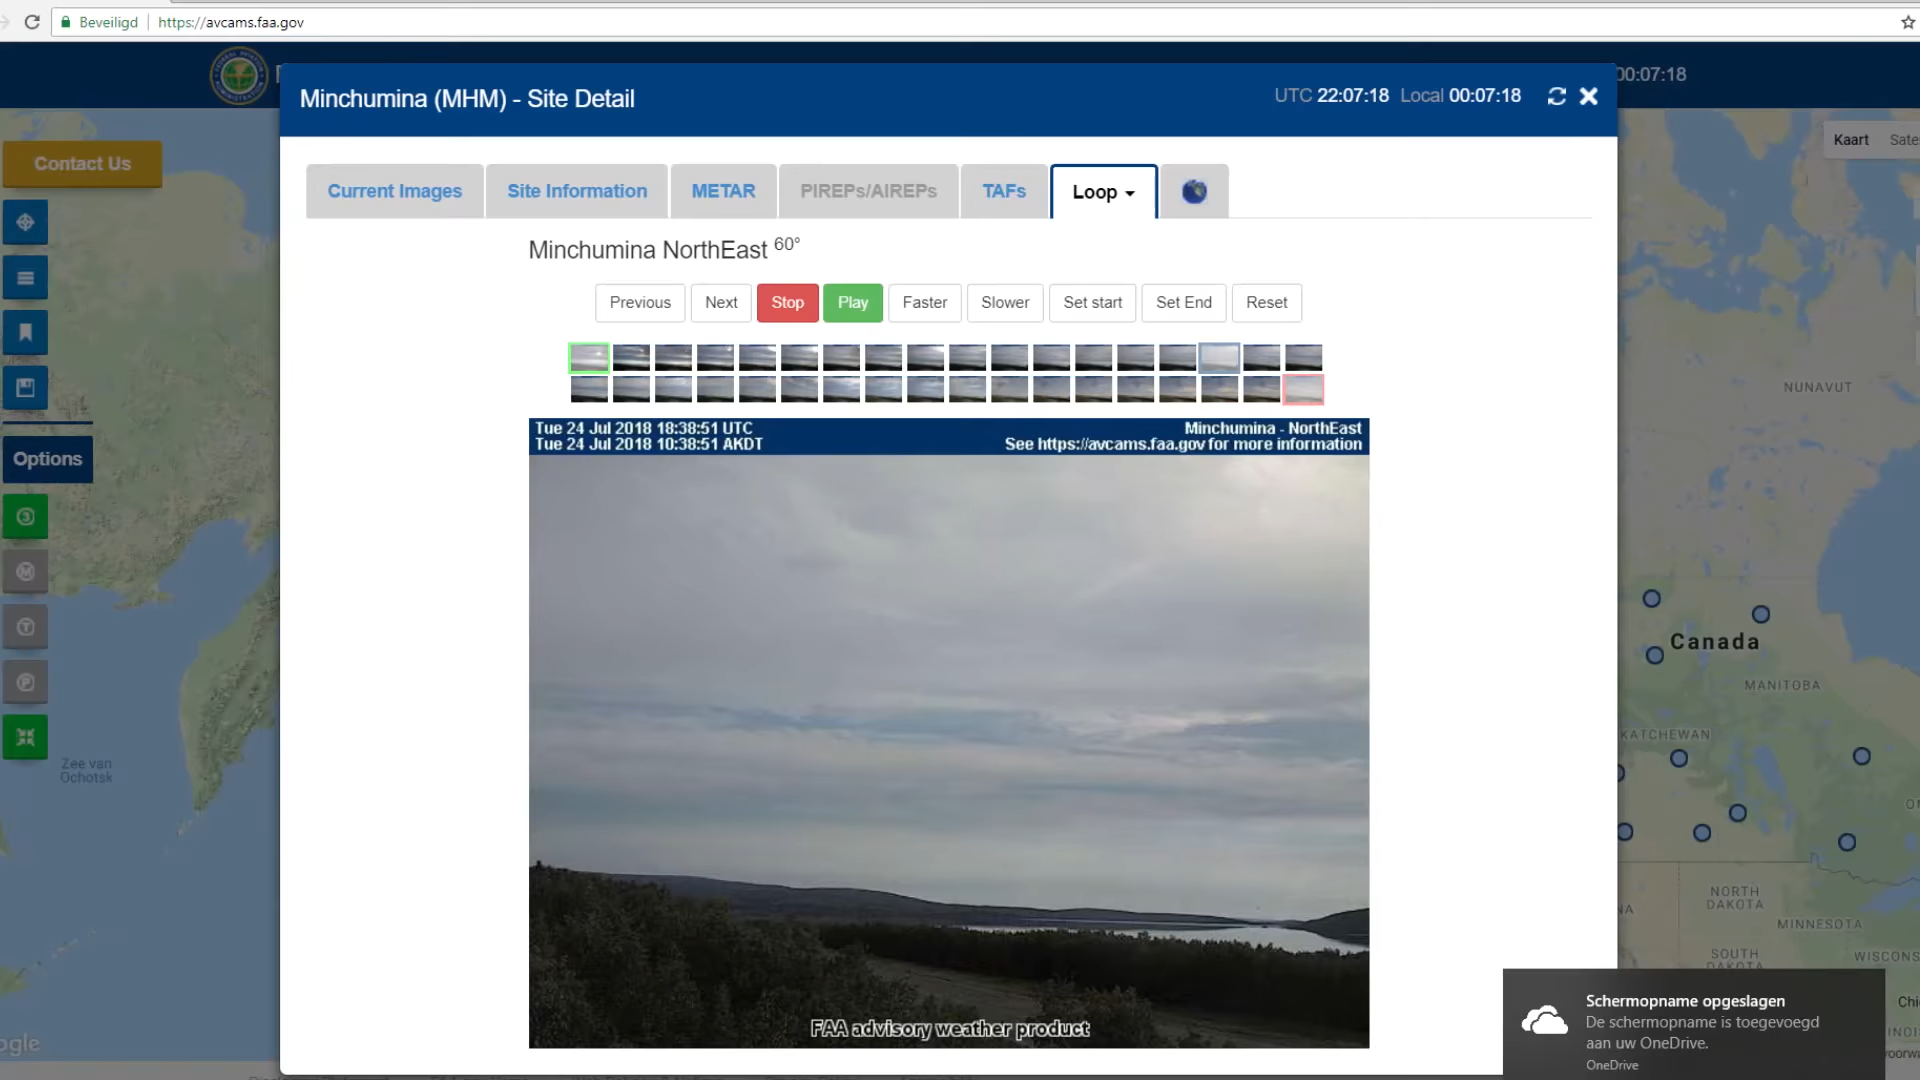 Beveiligd | https://avcams.faa.gov
00:07:18
Minchumina (MHM) - Site Detail
UTC 22:07:18 Local 00:07:18
Contact Us
Kaart
Current Images
Site Information
METAR
PIREPs/AIREPs
TAFs
Loop
Minchumina NorthEast 60°
Previous
Next
Stop
Play
Faster
Slower
Set start
Set End
Reset
Tue 24 Jul 2018 18:38:51 UTC
Minchumina - NorthEast
Tue 24 Jul 2018 10:38:51 AKDT
See https://avcams.faa.gov for more information
Options
NUNAVUT
Canada
MANITOBA
KATCHEWAN
Zee van
Ochotsk
NORTH
DAKOTA
MINNESOTA
SOUTH
DAKOTA
WISCONS
FAA advisory weather product
Schermopname opgeslagen
De schermopname is toegevoegd
aan uw OneDrive.
OneDrive